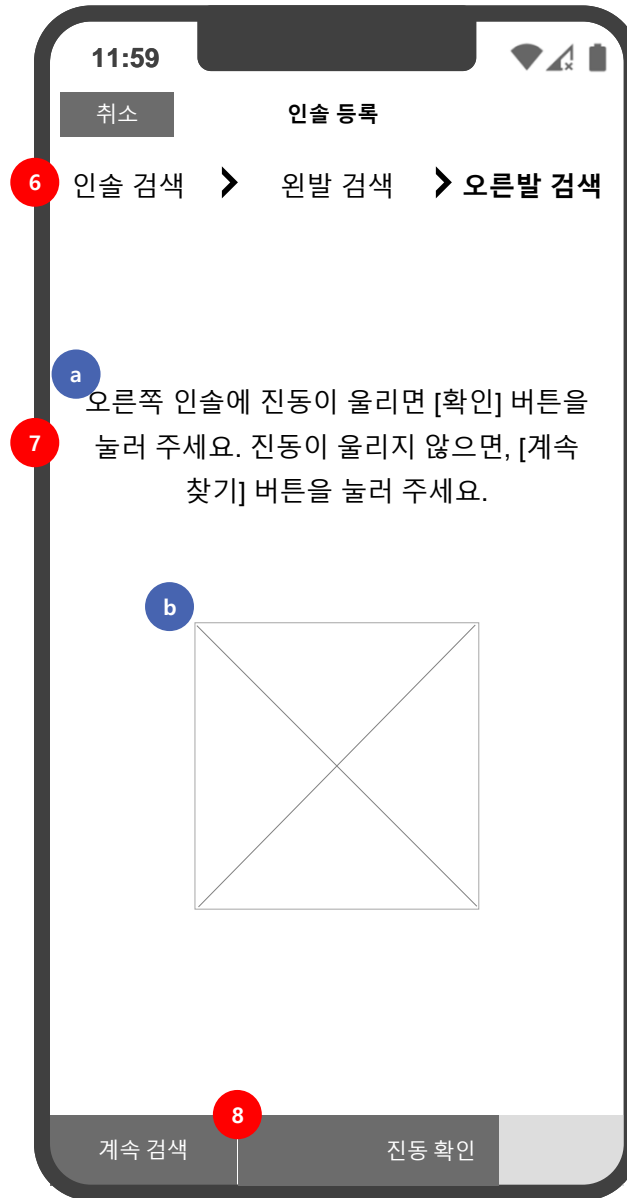 11:59
취소
인솔 등록
6
인솔 검색 > 왼발 검색 > 오른발 검색
a
오른쪽 인솔에 진동이 울리면 [확인] 버튼을
7
눌러 주세요. 진동이 울리지 않으면, [계속
찾기] 버튼을 눌러 주세요.
b
8
계속 검색
진동 확인